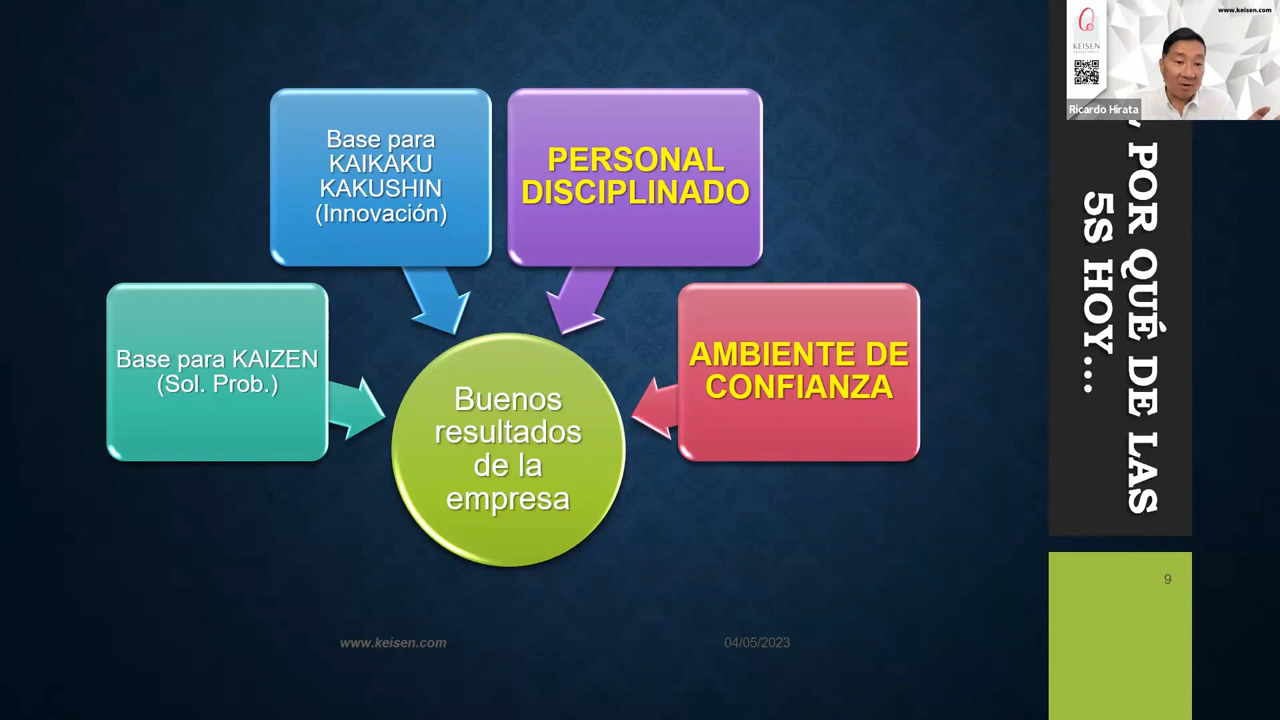 www.keisen.com
KEISEN
Ricardo Hirata
POR QUÉ DE LAS
5S HOY...
Base para
KAIKAKU
KAKUSHIN
(Innovación)
PERSONAL
DISCIPLINADO
Base para KAIZEN
(Sol. Prob.)
AMBIENTE DE
CONFIANZA
Buenos
resultados
de la
empresa
9
www.keisen.com
04/05/2023